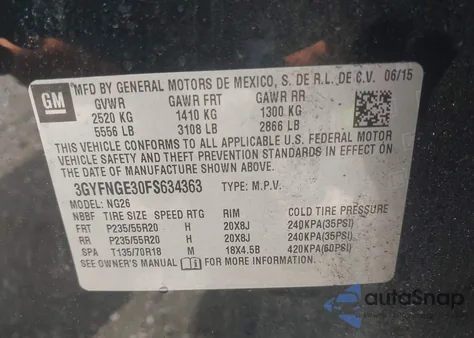 GM
MFD BY GENERAL MOTORS DE MEXICO, S. DE R.L. DE C.V. 06/15
GVWR GAWR FRT GAWR RR
2520 KG 1410 KG 1300 KG
5556 LB 3108 LB 2866 LB
THIS VEHICLE CONFORMS TO ALL APPLICABLE U.S. FEDERAL MOTOR
VEHICLE SAFETY AND THEFT PREVENTION STANDARDS IN EFFECT ON
THE DATE OF MANUFACTURE SHOWN ABOVE.
3GYFNGE30FS634363 TYPE: M.P.V.
MODEL: NG26
NBBF TIRE SIZE SPEED RTG RIM COLD TIRE PRESSURE
FRT P235/55R20 H 20X8J 240KPA(35PSI)
RR P235/55R20 H 20X8J 240KPA(35PSI)
SPA T135/70R18 M 18X4.5B 420KPA(60PSI)
SEE OWNER'S MANUAL FOR MORE INFORMATION.
autoSnap